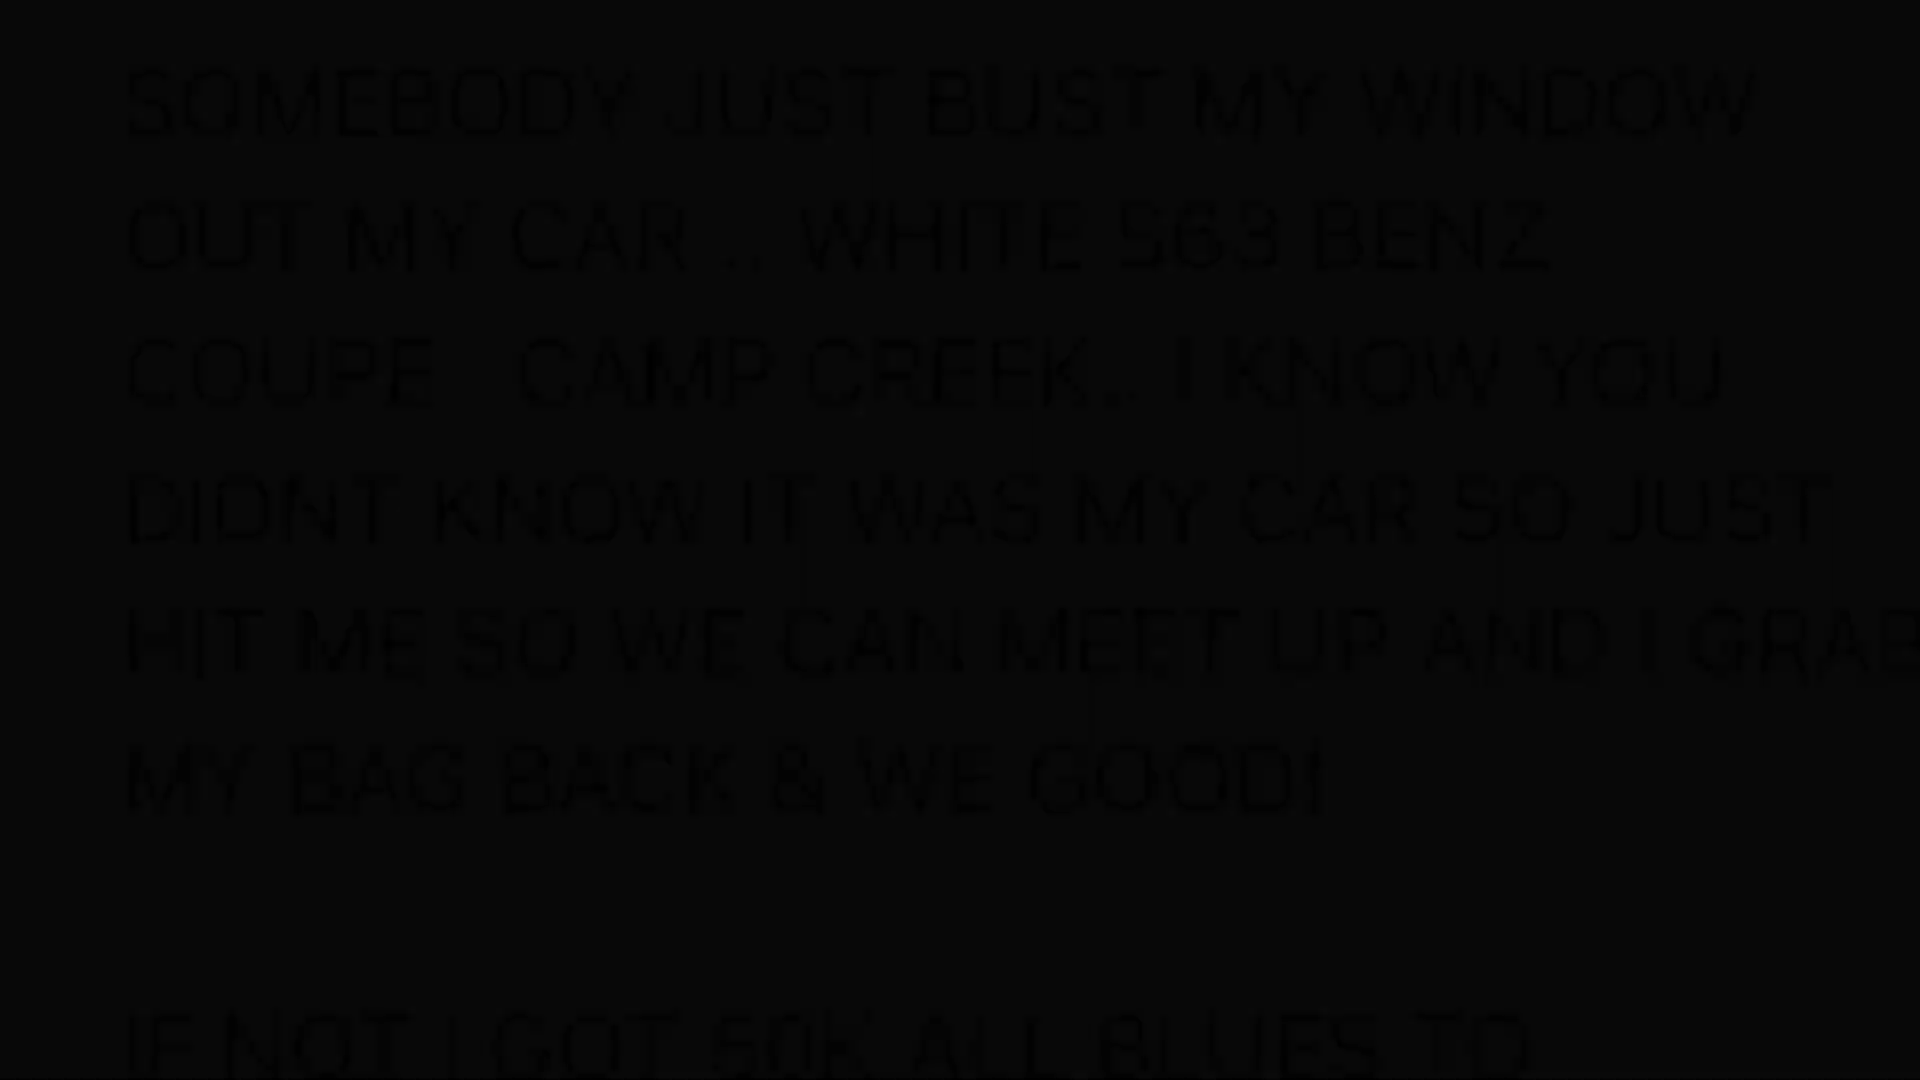 SOMEBODY JUST BUST MY WINDOW
OUT MY CAR .. WHITE S63 BENZ
COUPE CAMP CREEK.. I KNOW YOU
DIDNT KNOW IT WAS MY CAR SO JUST
HIT ME SO WE CAN MEET UP AND I GRAB
MY BAG BACK & WE GOOD!
IF NOT I GOT 50K ALL BLUES TO